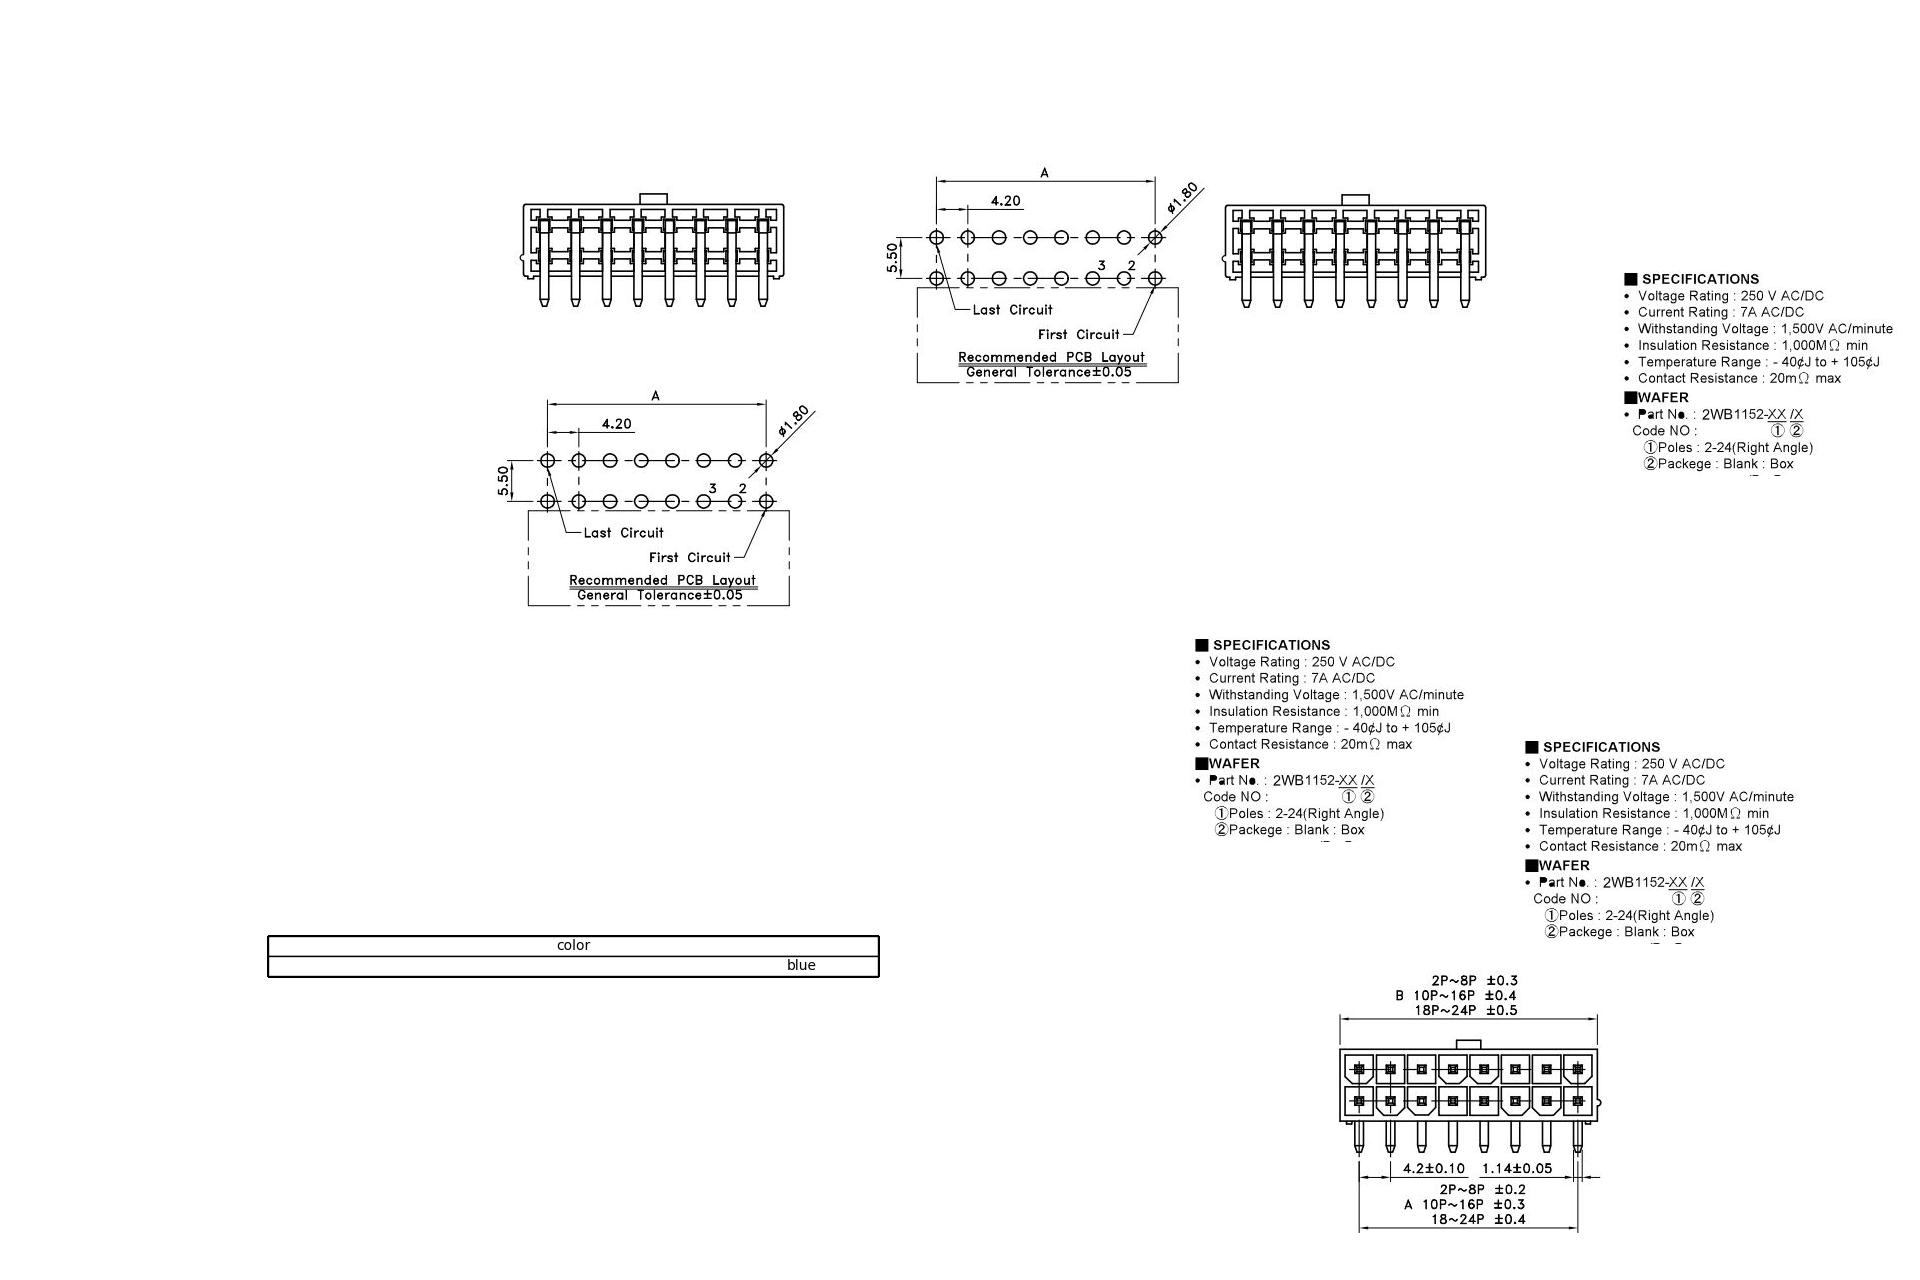 A
4.20
ø1.80
5.50
3 2
Last Circuit
First Circuit
Recommended PCB Layout
General Tolerance±0.05
■ SPECIFICATIONS
• Voltage Rating : 250 V AC/DC
• Current Rating : 7A AC/DC
• Withstanding Voltage : 1,500V AC/minute
• Insulation Resistance : 1,000MΩ min
• Temperature Range : - 40¢J to + 105¢J
• Contact Resistance : 20mΩ max
■WAFER
• Part No. : 2WB1152-XX /X
Code NO : ① ②
①Poles : 2-24(Right Angle)
②Packege : Blank : Box
A
4.20
ø1.80
5.50
3 2
Last Circuit
First Circuit
Recommended PCB Layout
General Tolerance±0.05
■ SPECIFICATIONS
• Voltage Rating : 250 V AC/DC
• Current Rating : 7A AC/DC
• Withstanding Voltage : 1,500V AC/minute
• Insulation Resistance : 1,000MΩ min
• Temperature Range : - 40¢J to + 105¢J
• Contact Resistance : 20mΩ max
■WAFER
• Part No. : 2WB1152-XX /X
Code NO : ① ②
①Poles : 2-24(Right Angle)
②Packege : Blank : Box
■ SPECIFICATIONS
• Voltage Rating : 250 V AC/DC
• Current Rating : 7A AC/DC
• Withstanding Voltage : 1,500V AC/minute
• Insulation Resistance : 1,000MΩ min
• Temperature Range : - 40¢J to + 105¢J
• Contact Resistance : 20mΩ max
■WAFER
• Part No. : 2WB1152-XX /X
Code NO : ① ②
①Poles : 2-24(Right Angle)
②Packege : Blank : Box
color
blue
2P~8P ±0.3
B 10P~16P ±0.4
18P~24P ±0.5
4.2±0.10 1.14±0.05
2P~8P ±0.2
A 10P~16P ±0.3
18~24P ±0.4